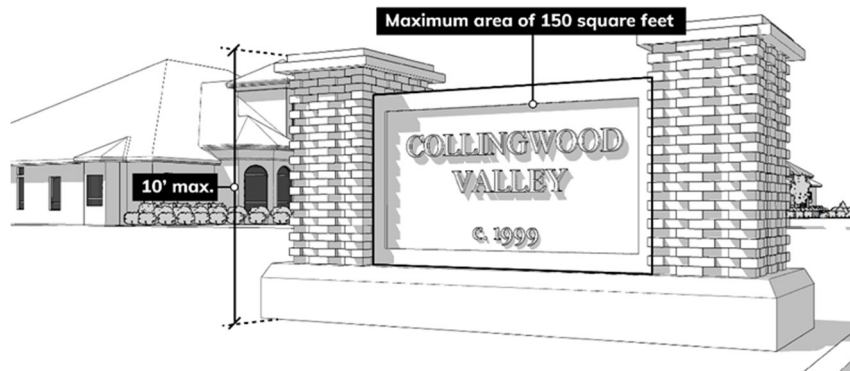 Maximum area of 150 square feet
10' max.
COLLINGWOOD
VALLEY
C. 1999